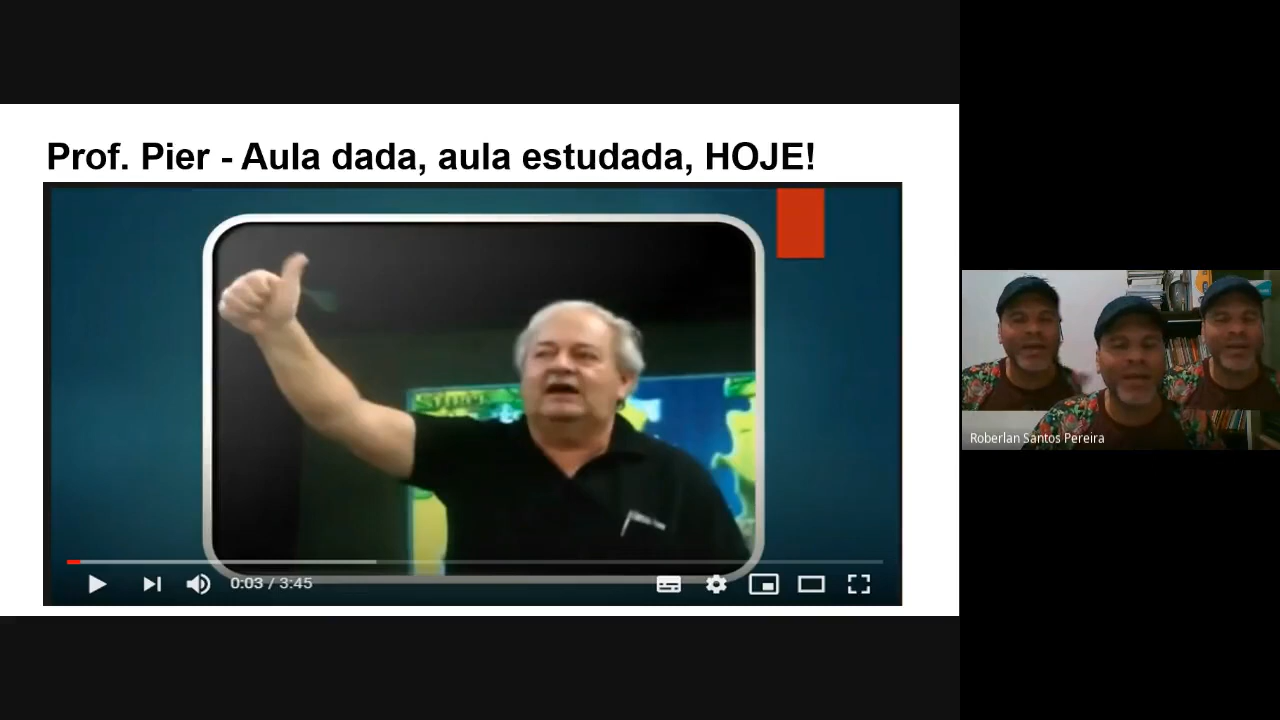 Prof. Pier - Aula dada, aula estudada, HOJE!
0:03 / 3:45
Roberlan Santos Pereira